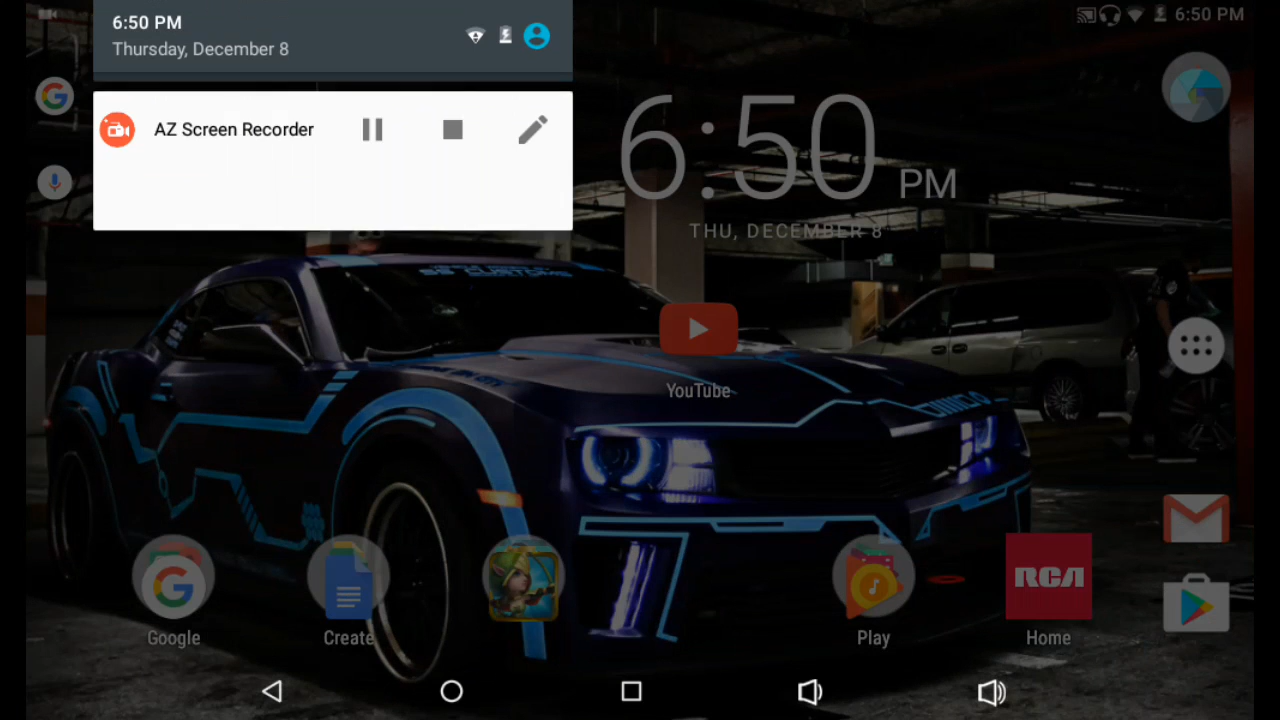 6:50 PM
Thursday, December 8
6:50 PM
AZ Screen Recorder
6:50 PM
THU, DECEMBER 8
YouTube
Google
Create
Play
RCA
Home